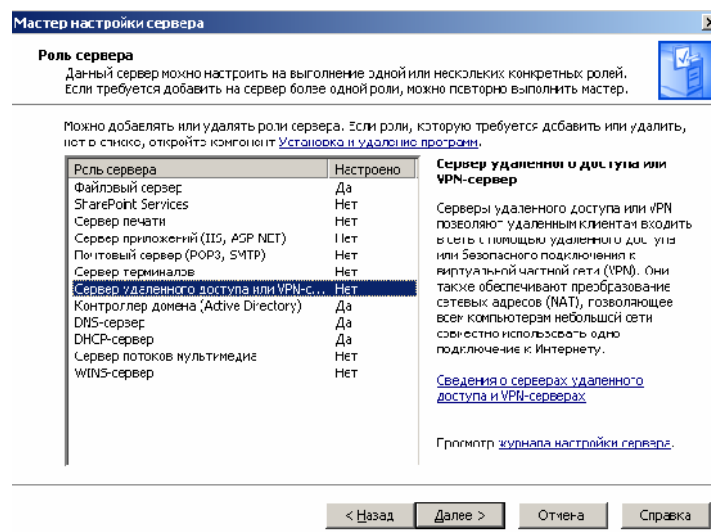 Мастер настройки сервера
Роль сервера
Данный сервер можно настроить на выполнение одной или нескольких конкретных ролей.
Если требуется добавить на сервер более одной роли, можно повторно выполнить мастер.
Можно добавлять или удалять роли сервера. Если роли, которую требуется добавить или удалить,
нет в списке, откройте компонент Установка и удаление программ.
Роль сервера Настроено
Файловый сервер Да
SharePoint Services Нет
Сервер печати Нет
Сервер приложений (IIS, ASP.NET) Нет
Почтовый сервер (POP3, SMTP) Нет
Сервер терминалов Нет
Сервер удаленного доступа или VPN-с... Нет
Контроллер домена (Active Directory) Да
DNS-сервер Да
DHCP-сервер Да
Сервер потоков мультимедиа Нет
WINS-сервер Нет
Сервер удаленного доступа или
VPN-сервер
Серверы удаленного доступа или VPN
позволяют удаленным клиентам входить
в сеть с помощью удаленного доступа
или безопасного подключения к
виртуальной частной сети (VPN). Они
также обеспечивают преобразование
сетевых адресов (NAT), позволяющее
всем компьютерам небольшой сети
совместно использовать одно
подключение к Интернету.
Сведения о серверах удаленного
доступа и VPN-серверах
Просмотр журнала настройки сервера.
< Назад Далее > Отмена Справка